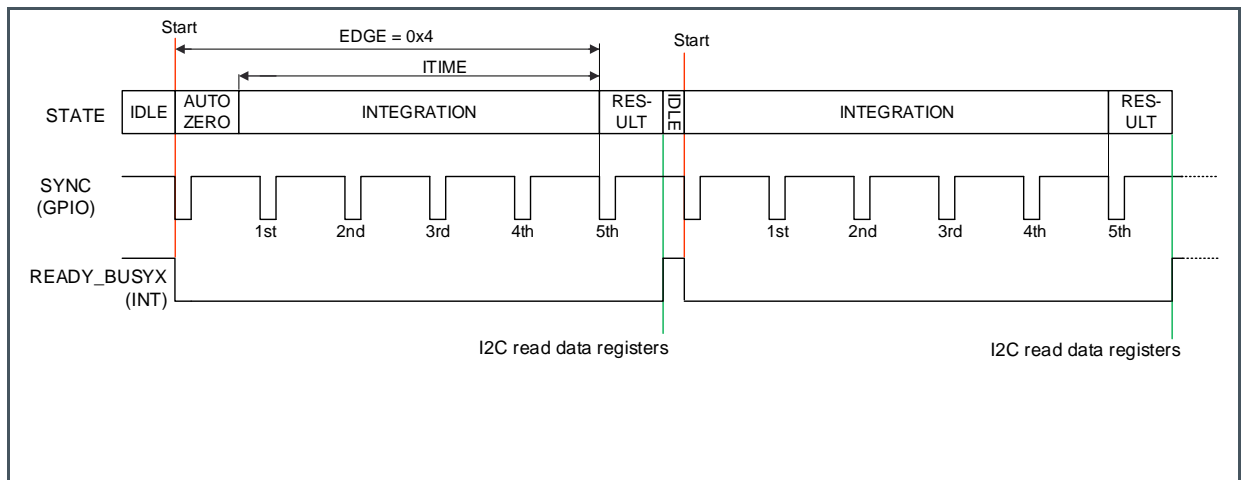 Start
EDGE = 0x4
Start
ITIME
STATE
IDLE
AUTO
ZERO
INTEGRATION
RES-
ULT
IDLE
INTEGRATION
RES-
ULT
SYNC
(GPIO)
1st
2nd
3rd
4th
5th
1st
2nd
3rd
4th
5th
READY_BUSYX
(INT)
I2C read data registers
I2C read data registers